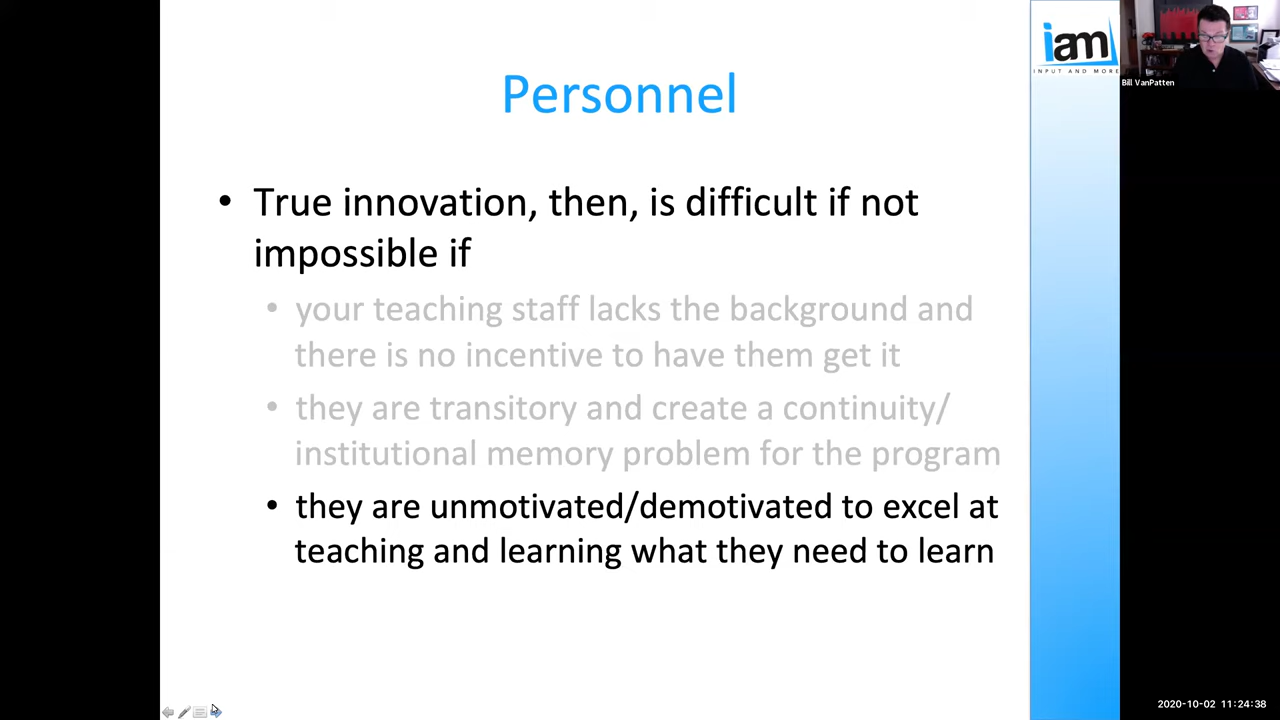 Personnel
• True innovation, then, is difficult if not
impossible if
• your teaching staff lacks the background and
there is no incentive to have them get it
• they are transitory and create a continuity/
institutional memory problem for the program
• they are unmotivated/demotivated to excel at
teaching and learning what they need to learn
iam
INPUT AND MORE
Bill VanPatten
2020-10-02 11:24:38